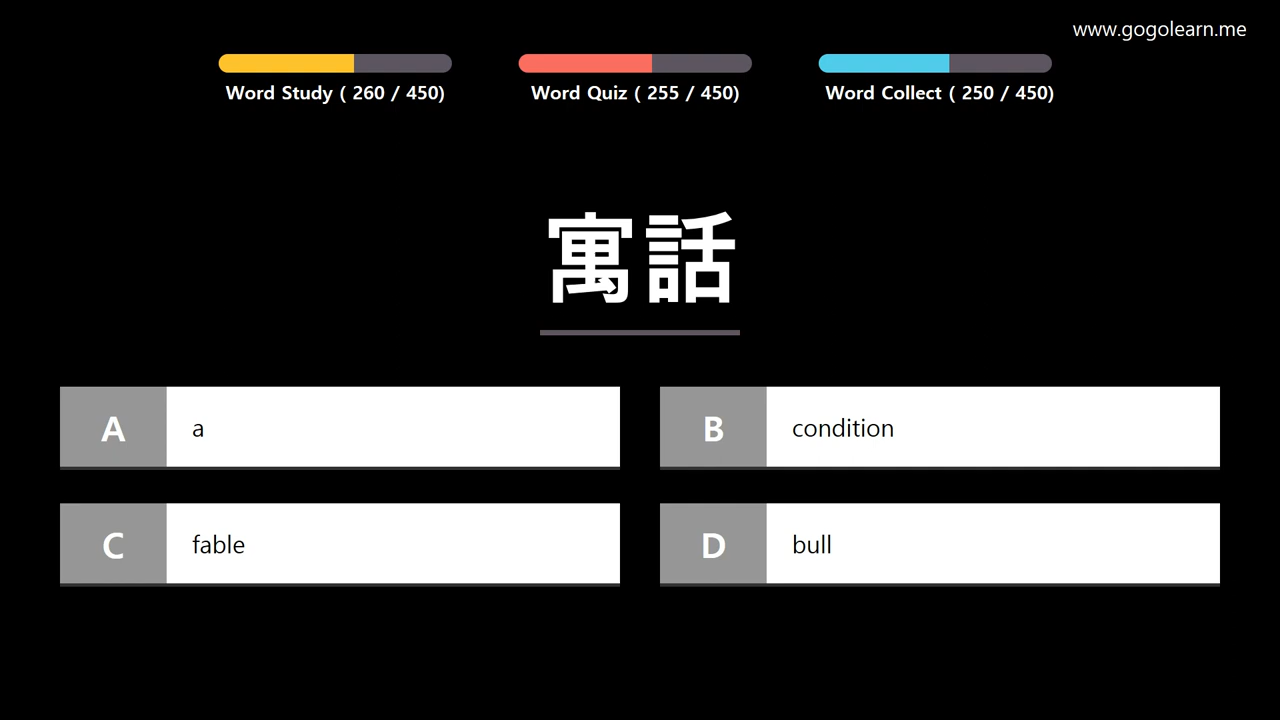 www.gogolearn.me
Word Study ( 260 / 450)
Word Quiz ( 255 / 450)
Word Collect ( 250 / 450)
寓話
A
a
B
condition
C
fable
D
bull